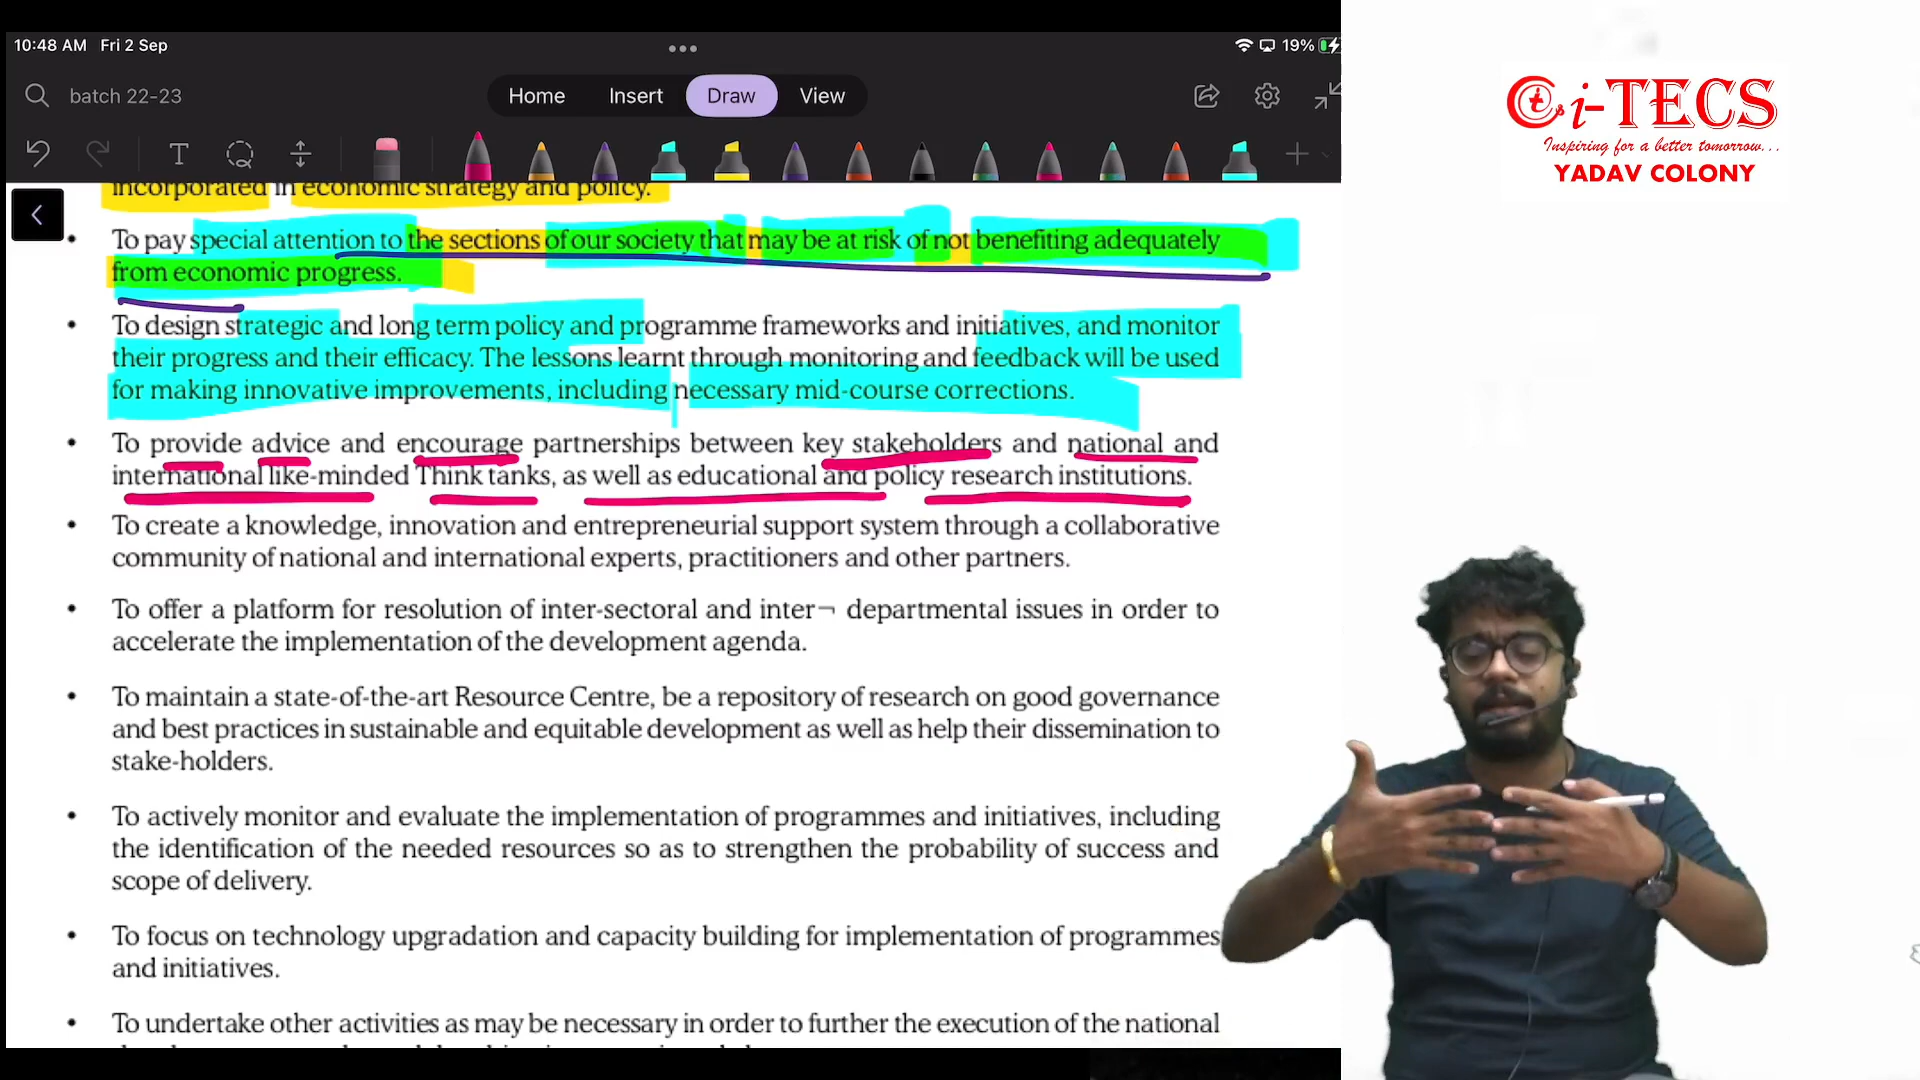 10:48 AM Fri 2 Sep
19%
batch 22-23
Home Insert Draw View
T
i-TECS
Inspiring for a better tomorrow...
YADAV COLONY
incorporated in economic strategy and policy.
• To pay special attention to the sections of our society that may be at risk of not benefiting adequately
from economic progress.
• To design strategic and long term policy and programme frameworks and initiatives, and monitor
their progress and their efficacy. The lessons learnt through monitoring and feedback will be used
for making innovative improvements, including necessary mid-course corrections.
• To provide advice and encourage partnerships between key stakeholders and national and
international like-minded Think tanks, as well as educational and policy research institutions.
• To create a knowledge, innovation and entrepreneurial support system through a collaborative
community of national and international experts, practitioners and other partners.
• To offer a platform for resolution of inter-sectoral and inter¬ departmental issues in order to
accelerate the implementation of the development agenda.
• To maintain a state-of-the-art Resource Centre, be a repository of research on good governance
and best practices in sustainable and equitable development as well as help their dissemination to
stake-holders.
• To actively monitor and evaluate the implementation of programmes and initiatives, including
the identification of the needed resources so as to strengthen the probability of success and
scope of delivery.
• To focus on technology upgradation and capacity building for implementation of programmes
and initiatives.
• To undertake other activities as may be necessary in order to further the execution of the national